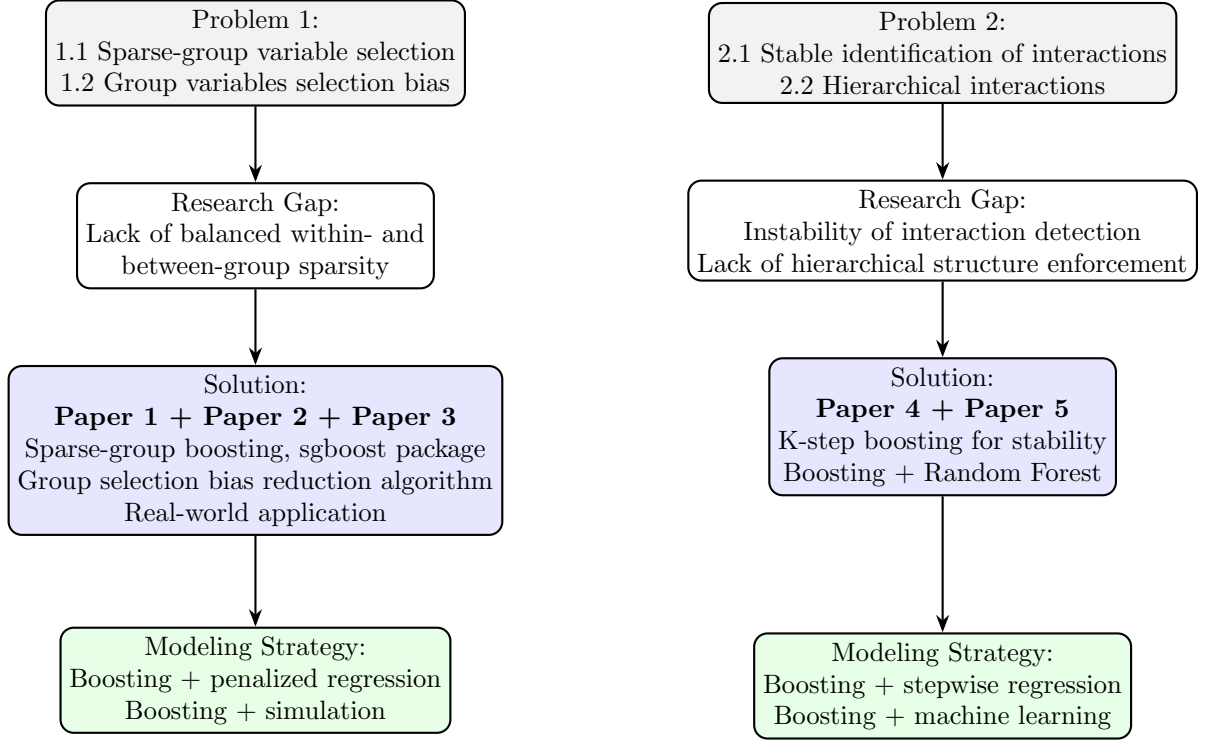 Problem 1:
1.1 Sparse-group variable selection
1.2 Group variables selection bias
Research Gap:
Lack of balanced within- and
between-group sparsity
Solution:
Paper 1 + Paper 2 + Paper 3
Sparse-group boosting, sgboost package
Group selection bias reduction algorithm
Real-world application
Modeling Strategy:
Boosting + penalized regression
Boosting + simulation
Problem 2:
2.1 Stable identification of interactions
2.2 Hierarchical interactions
Research Gap:
Instability of interaction detection
Lack of hierarchical structure enforcement
Solution:
Paper 4 + Paper 5
K-step boosting for stability
Boosting + Random Forest
Modeling Strategy:
Boosting + stepwise regression
Boosting + machine learning